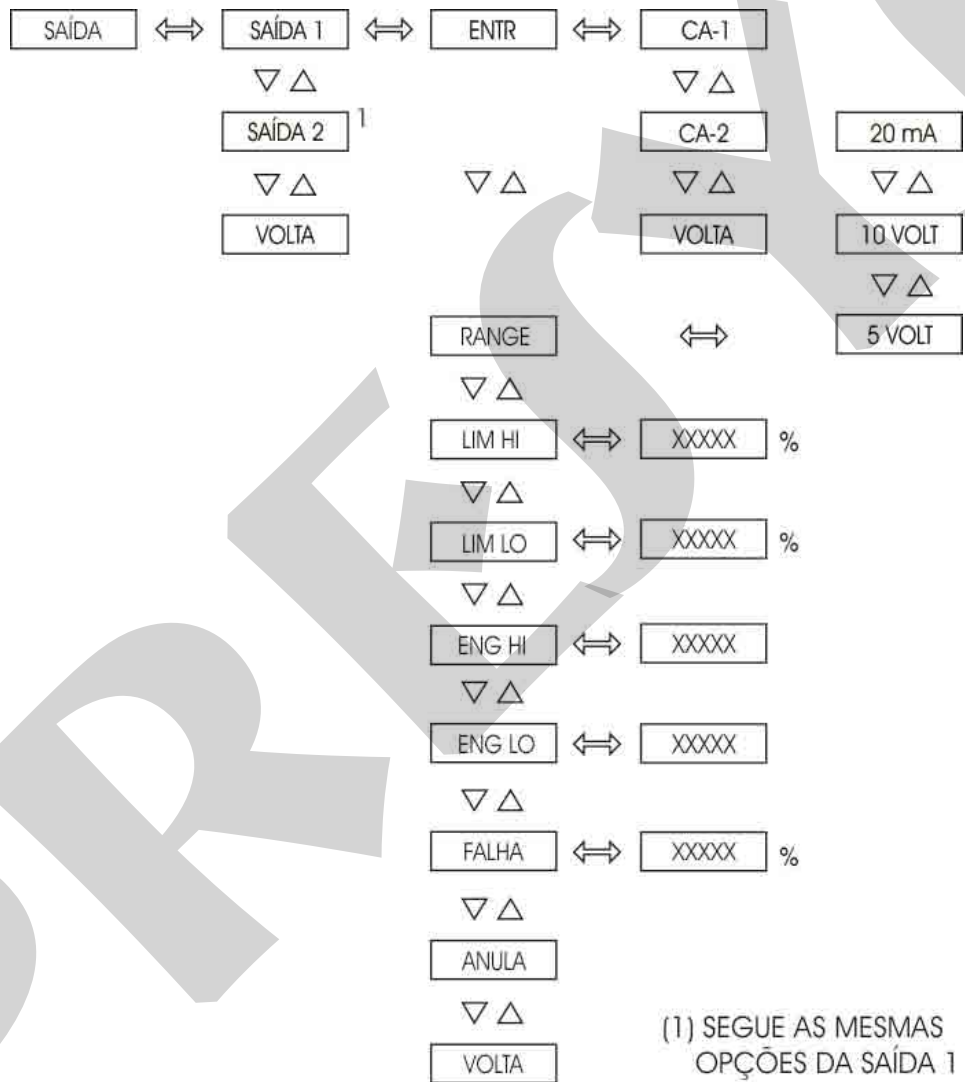 SAÍDA SAÍDA 1 ENTR CA-1
SAÍDA 2 1 CA-2 20 mA
VOLTA VOLTA 10 VOLT
RANGE 5 VOLT
LIM HI XXXXX %
LIM LO XXXXX %
ENG HI XXXXX
ENG LO XXXXX
FALHA XXXXX %
ANULA
VOLTA
(1) SEGUE AS MESMAS
OPÇÕES DA SAÍDA 1
PRESYS